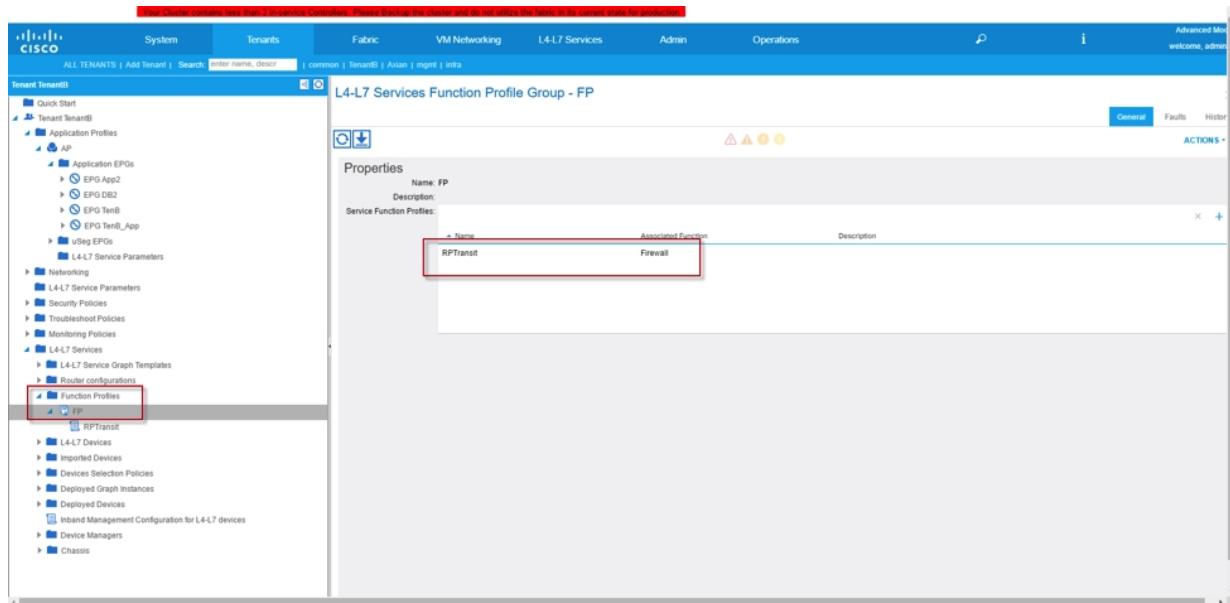 Your Cluster contains less than 3 in-service Controllers. Please Backup the cluster and do not utilize the fabric in its current state for production.
CISCO
System Tenants Fabric VM Networking L4-L7 Services Admin Operations i
Advanced Mod
welcome, admin
ALL TENANTS | Add Tenant | Search: enter name, descr | common | TenantB | Axian | mgmt | infra
Tenant TenantB
Quick Start
Tenant TenantB
Application Profiles
AP
Application EPGs
EPG App2
EPG DB2
EPG TenB
EPG TenB_App
uSeg EPGs
L4-L7 Service Parameters
Networking
L4-L7 Service Parameters
Security Policies
Troubleshoot Policies
Monitoring Policies
L4-L7 Services
L4-L7 Service Graph Templates
Router configurations
Function Profiles
FP
RPTransit
L4-L7 Devices
Imported Devices
Devices Selection Policies
Deployed Graph Instances
Deployed Devices
Inband Management Configuration for L4-L7 devices
Device Managers
Chassis
L4-L7 Services Function Profile Group - FP
General Faults Histor
ACTIONS
Properties
Name: FP
Description:
Service Function Profiles:
Name Associated Function Description
RPTransit Firewall